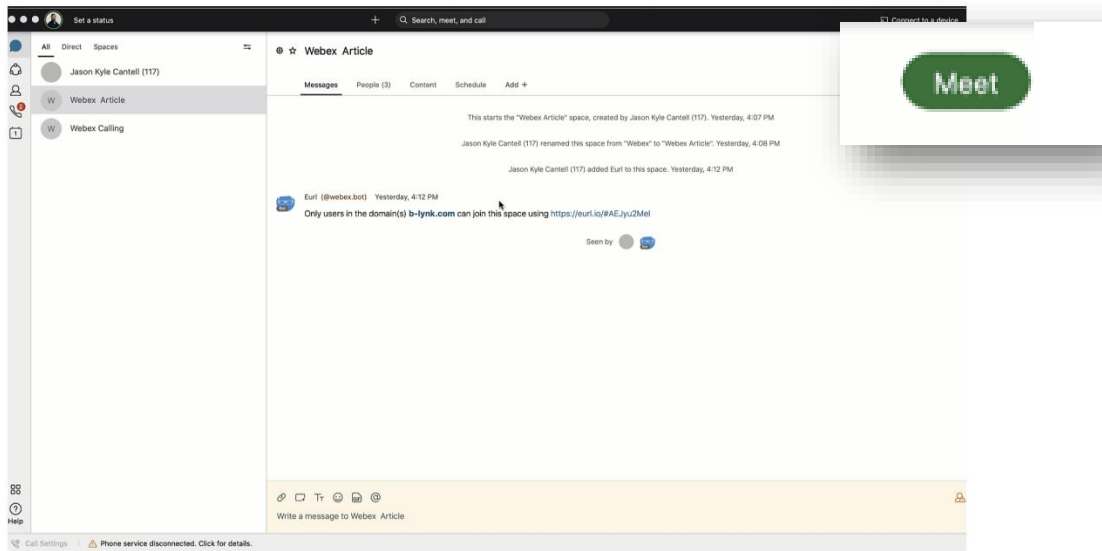 Set a status
+ Search, meet, and call
Connect to a device
Meet
All Direct Spaces
Jason Kyle Cantell (117)
W Webex Article
W Webex Calling
2
1
Help
Webex Article
Messages People (3) Content Schedule Add +
This starts the "Webex Article" space, created by Jason Kyle Cantell (117). Yesterday, 4:07 PM
Jason Kyle Cantell (117) renamed this space from "Webex" to "Webex Article". Yesterday, 4:08 PM
Jason Kyle Cantell (117) added Eurl to this space. Yesterday, 4:12 PM
Eurl (@webex.bot) Yesterday, 4:12 PM
Only users in the domain(s) b-lynk.com can join this space using https://eurl.io/#AEJyu2Mel
Seen by
Write a message to Webex Article
Call Settings Phone service disconnected. Click for details.